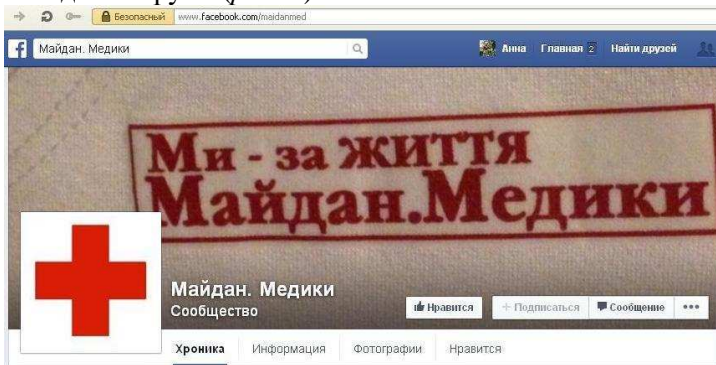 Безопасный www.facebook.com/maidanmed
Майдан. Медики
Анна Главная 2 Найти друзей
Ми - за життя
Майдан.Медики
Майдан. Медики
Сообщество
Нравится + Подписаться Сообщение •••
Хроника Информация Фотографии Нравится